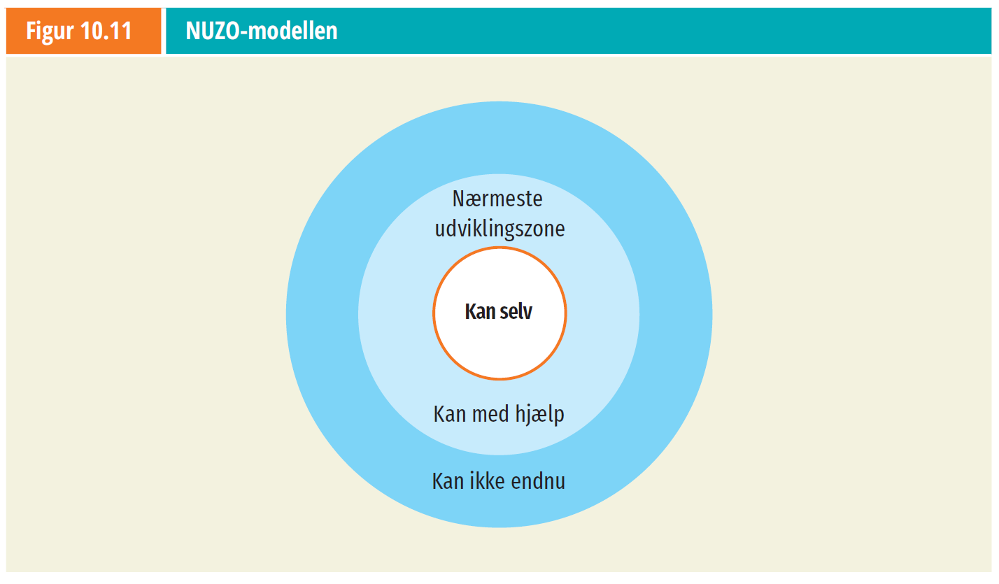 Figur 10.11
NUZO-modellen
Nærmeste
udviklingszone
Kan selv
Kan med hjælp
Kan ikke endnu